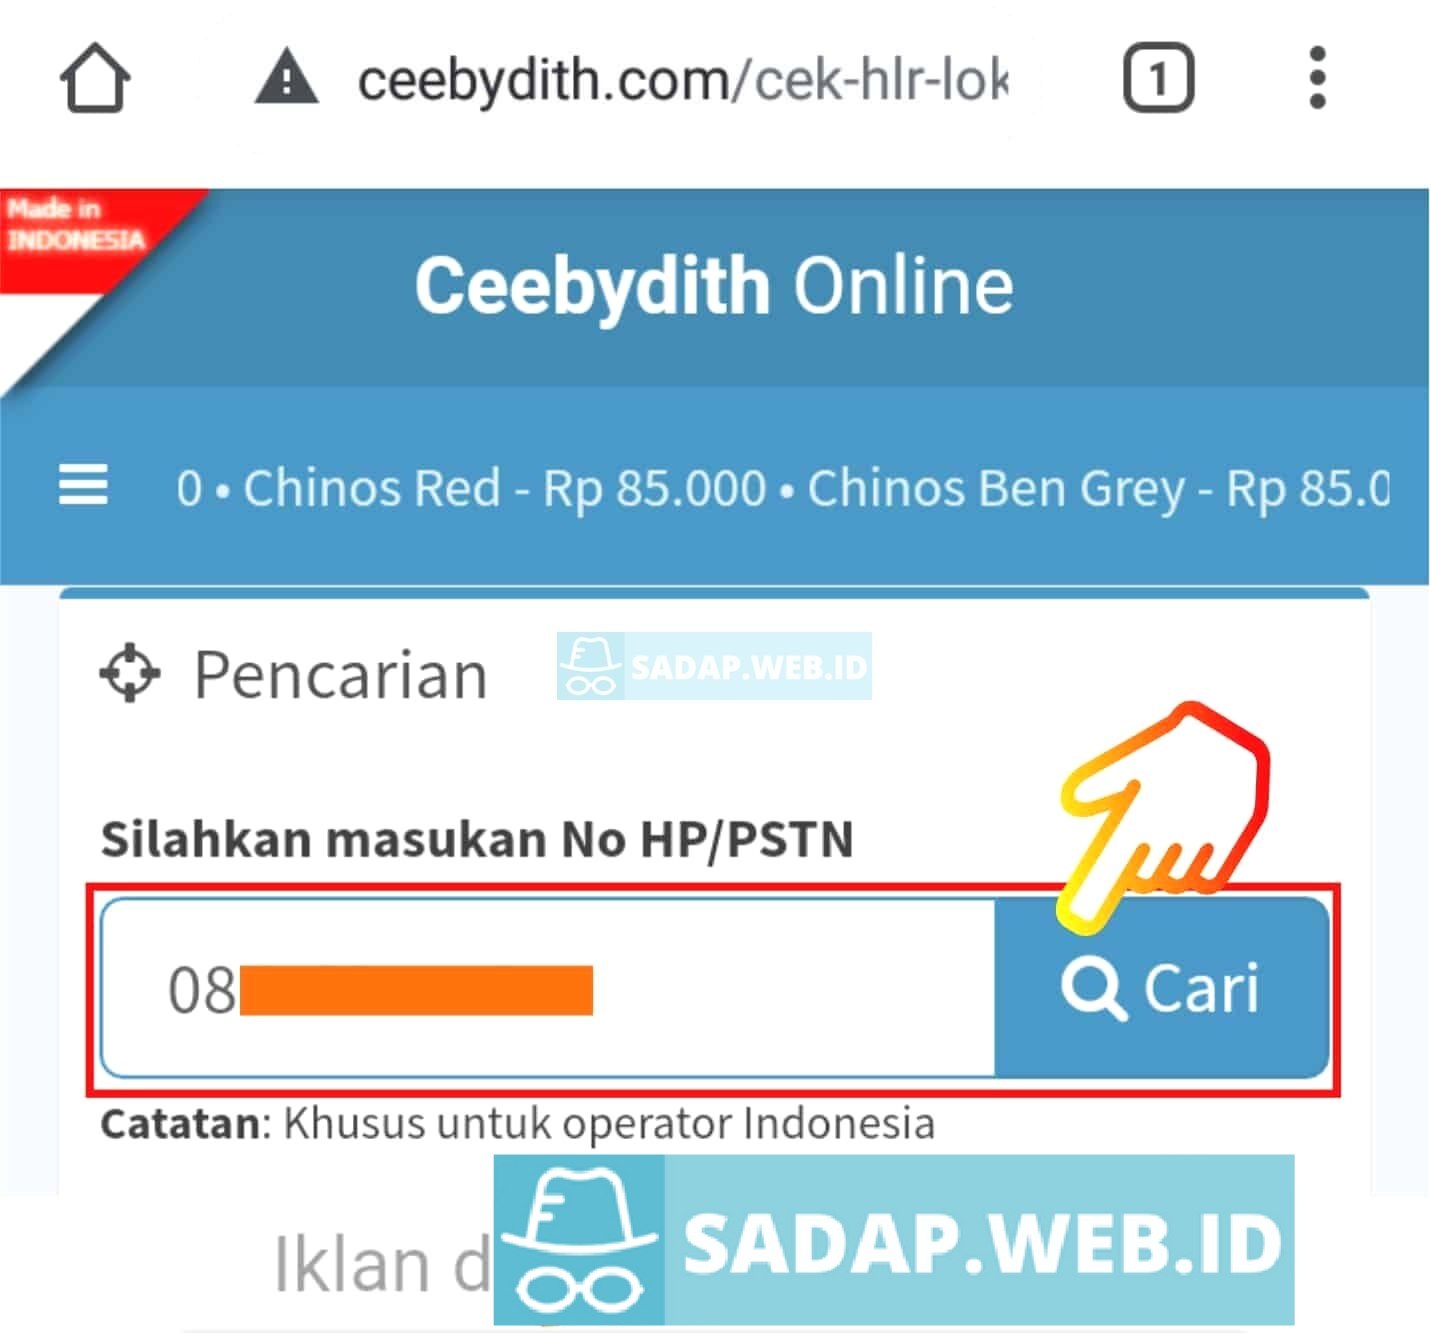 ceebydith.com/cek-hlr-lok
1
Made in
INDONESIA
Ceebydith Online
0 • Chinos Red - Rp 85.000 • Chinos Ben Grey - Rp 85.0
Pencarian
SADAP.WEB.ID
Silahkan masukan No HP/PSTN
08
Cari
Catatan: Khusus untuk operator Indonesia
Iklan d
SADAP.WEB.ID